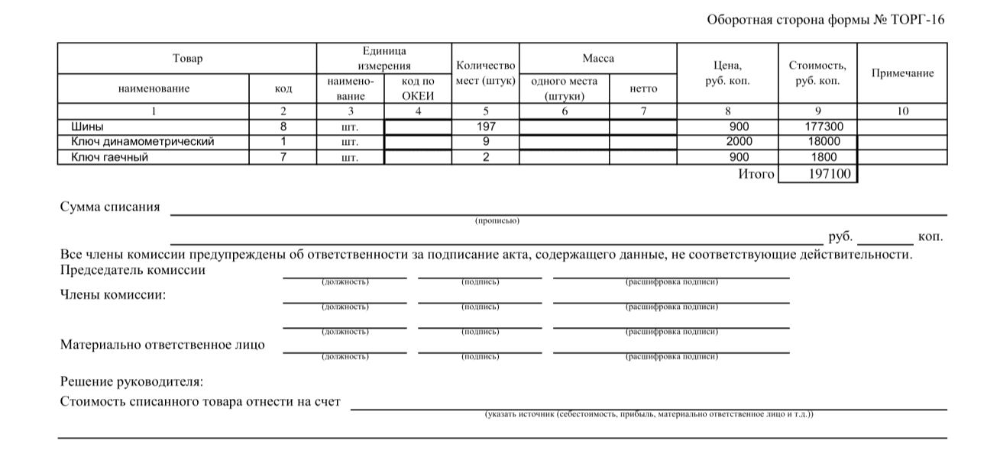 Оборотная сторона формы № ТОРГ-16
Товар
Единица измерения
Количество мест (штук)
Масса
Цена, руб. коп.
Стоимость, руб. коп.
Примечание
наименование
код
наимено-вание
код по ОКЕИ
одного места (штуки)
нетто
1 2 3 4 5 6 7 8 9 10
Шины 8 шт. 197 900 177300
Ключ динамометрический 1 шт. 9 2000 18000
Ключ гаечный 7 шт. 2 900 1800
Итого 197100
Сумма списания
(прописью)
руб. коп.
Все члены комиссии предупреждены об ответственности за подписание акта, содержащего данные, не соответствующие действительности.
Председатель комиссии
(должность) (подпись) (расшифровка подписи)
Члены комиссии:
(должность) (подпись) (расшифровка подписи)
(должность) (подпись) (расшифровка подписи)
Материально ответственное лицо
(должность) (подпись) (расшифровка подписи)
Решение руководителя:
Стоимость списанного товара отнести на счет
(указать источник (себестоимость, прибыль, материально ответственное лицо и т.д.))